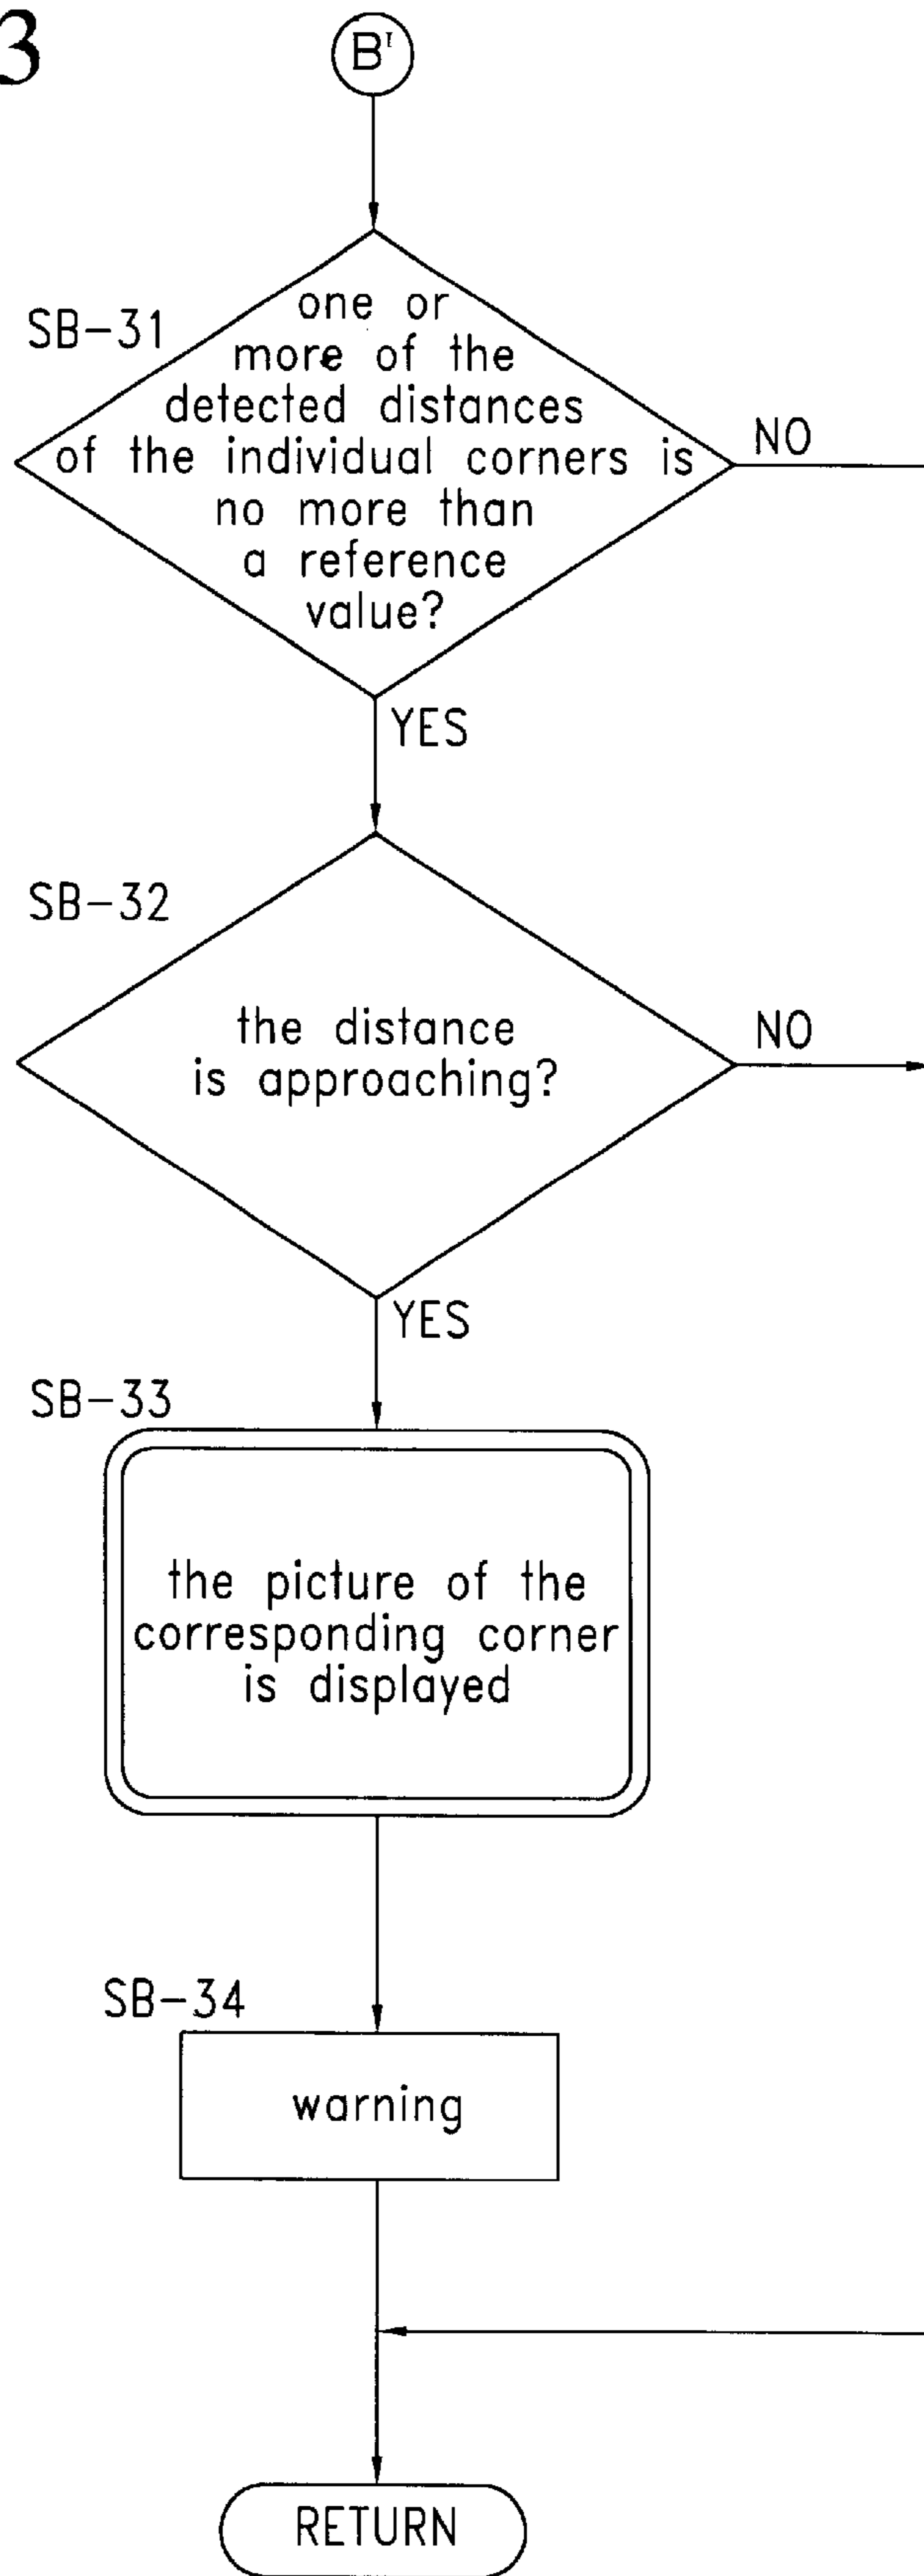 3
B'
SB-31
one or
more of the
detected distances
of the individual corners is
no more than
a reference
value?
NO
YES
SB-32
the distance
is approaching?
NO
YES
SB-33
the picture of the
corresponding corner
is displayed
SB-34
warning
RETURN